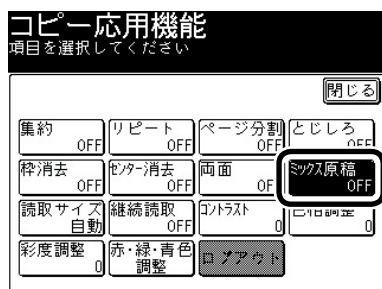 コピー応用機能
項目を選択してください
閉じる
集約 リピート ページ分割 とじしろ
OFF OFF OFF OFF
枠消去 センター消去 両面 ミックス原稿
OFF OFF OF OFF
読取サイズ 継続読取 コントラスト 色相調整
自動 OFF 0 0
彩度調整 赤・緑・青色 ログアウト
0 調整